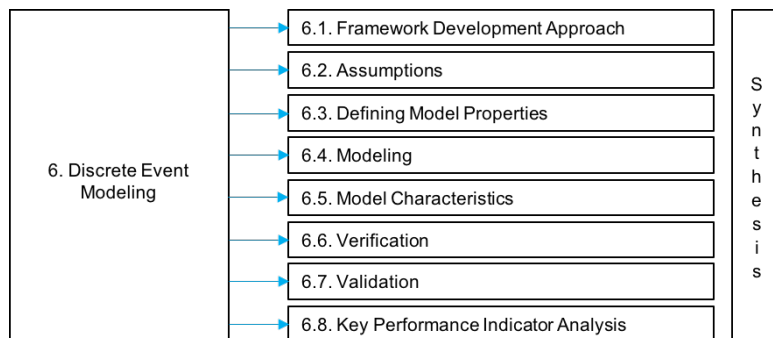 6. Discrete Event
Modeling
6.1. Framework Development Approach
6.2. Assumptions
6.3. Defining Model Properties
6.4. Modeling
6.5. Model Characteristics
6.6. Verification
6.7. Validation
6.8. Key Performance Indicator Analysis
Synthesis